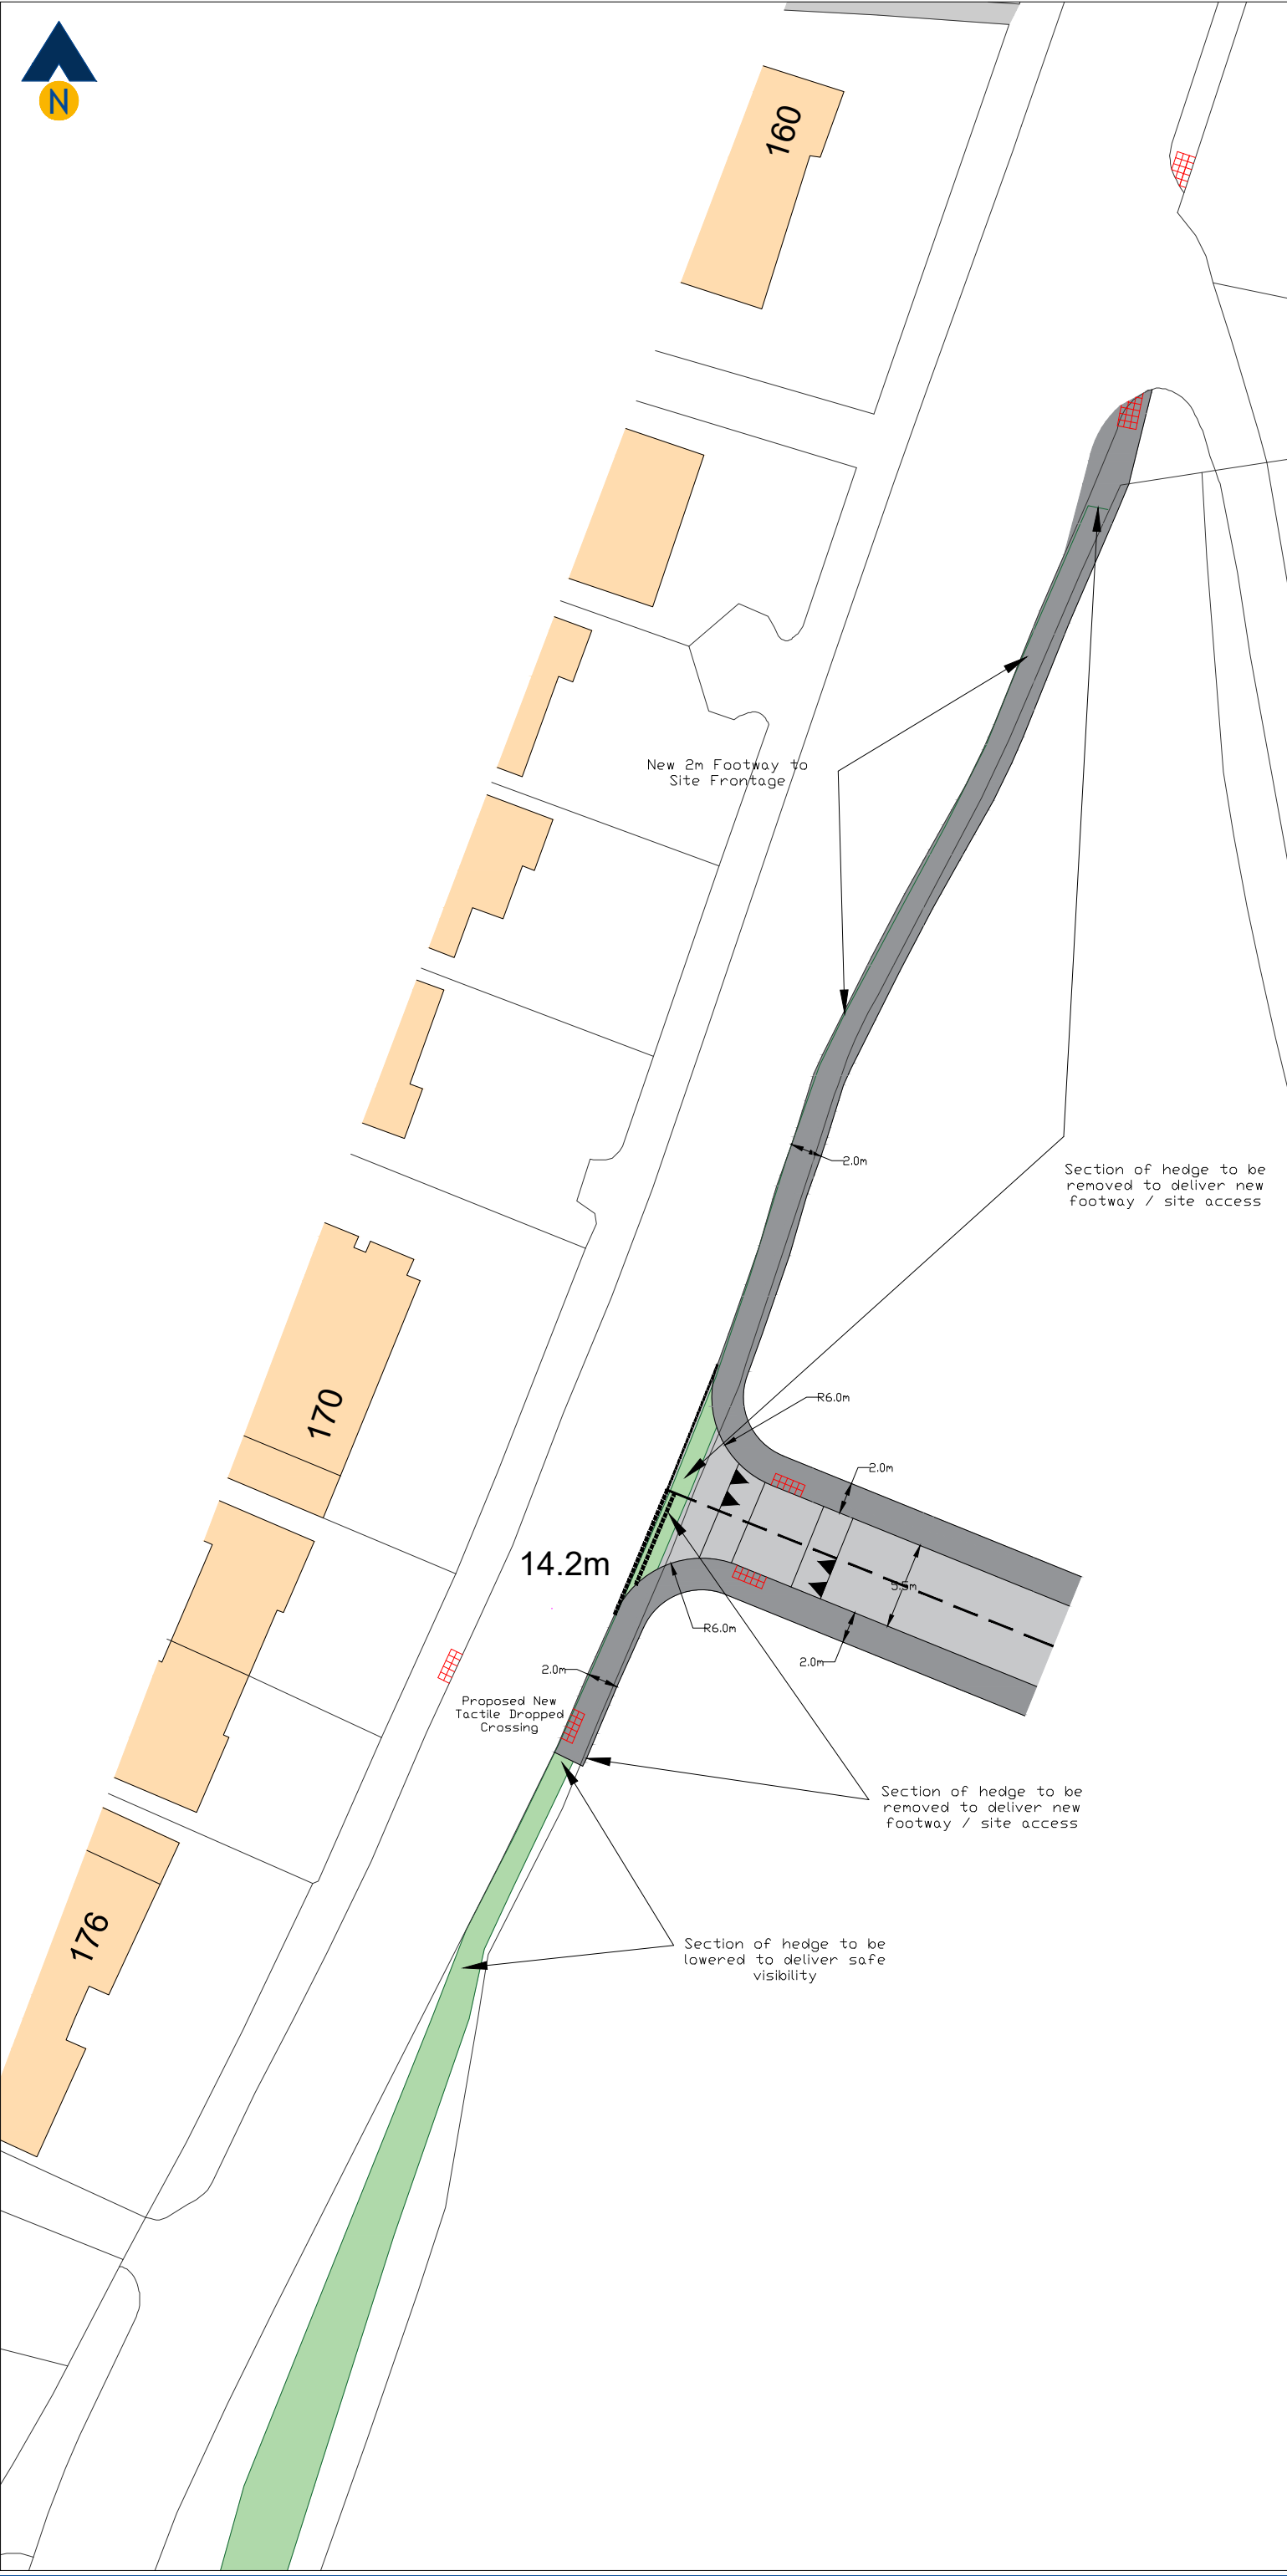 N
160
New 2m Footway to
Site Frontage
2.0m
Section of hedge to be
removed to deliver new
footway / site access
170
R6.0m
2.0m
14.2m
5.5m
R6.0m
2.0m
2.0m
Proposed New
Tactile Dropped
Crossing
Section of hedge to be
removed to deliver new
footway / site access
176
Section of hedge to be
lowered to deliver safe
visibility